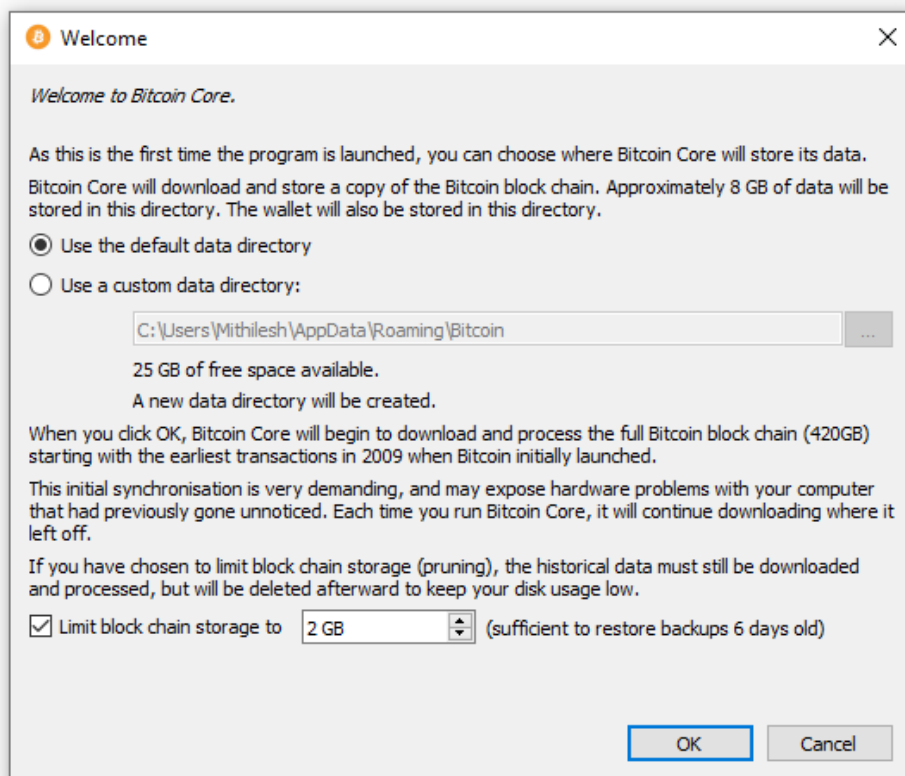 Welcome
Welcome to Bitcoin Core.
As this is the first time the program is launched, you can choose where Bitcoin Core will store its data.
Bitcoin Core will download and store a copy of the Bitcoin block chain. Approximately 8 GB of data will be
stored in this directory. The wallet will also be stored in this directory.
Use the default data directory
Use a custom data directory:
C:\Users\Mithilesh\AppData\Roaming\Bitcoin
...
25 GB of free space available.
A new data directory will be created.
When you click OK, Bitcoin Core will begin to download and process the full Bitcoin block chain (420GB)
starting with the earliest transactions in 2009 when Bitcoin initially launched.
This initial synchronisation is very demanding, and may expose hardware problems with your computer
that had previously gone unnoticed. Each time you run Bitcoin Core, it will continue downloading where it
left off.
If you have chosen to limit block chain storage (pruning), the historical data must still be downloaded
and processed, but will be deleted afterward to keep your disk usage low.
Limit block chain storage to 2 GB (sufficient to restore backups 6 days old)
OK Cancel